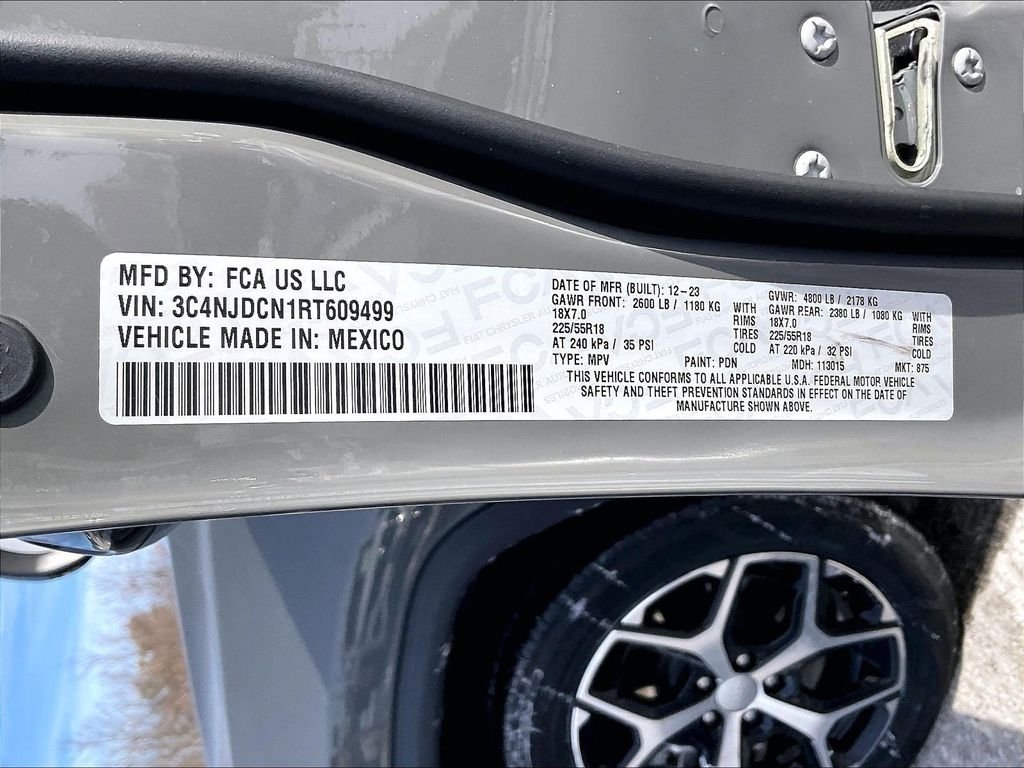 MFD BY: FCA US LLC
VIN: 3C4NJDCN1RT609499
VEHICLE MADE IN: MEXICO
DATE OF MFR (BUILT): 12-23
GAWR FRONT: 2600 LB / 1180 KG WITH
18X7.0 RIMS
225/55R18 TIRES
AT 240 kPa / 35 PSI COLD
GVWR: 4800 LB / 2178 KG
GAWR REAR: 2380 LB / 1080 KG WITH
18X7.0 RIMS
225/55R18 TIRES
AT 220 kPa / 32 PSI COLD
TYPE: MPV PAINT: PDN MDH: 113015 MKT: 875
THIS VEHICLE CONFORMS TO ALL APPLICABLE U.S.A. FEDERAL MOTOR VEHICLE
SAFETY AND THEFT PREVENTION STANDARDS IN EFFECT ON THE DATE OF
MANUFACTURE SHOWN ABOVE.